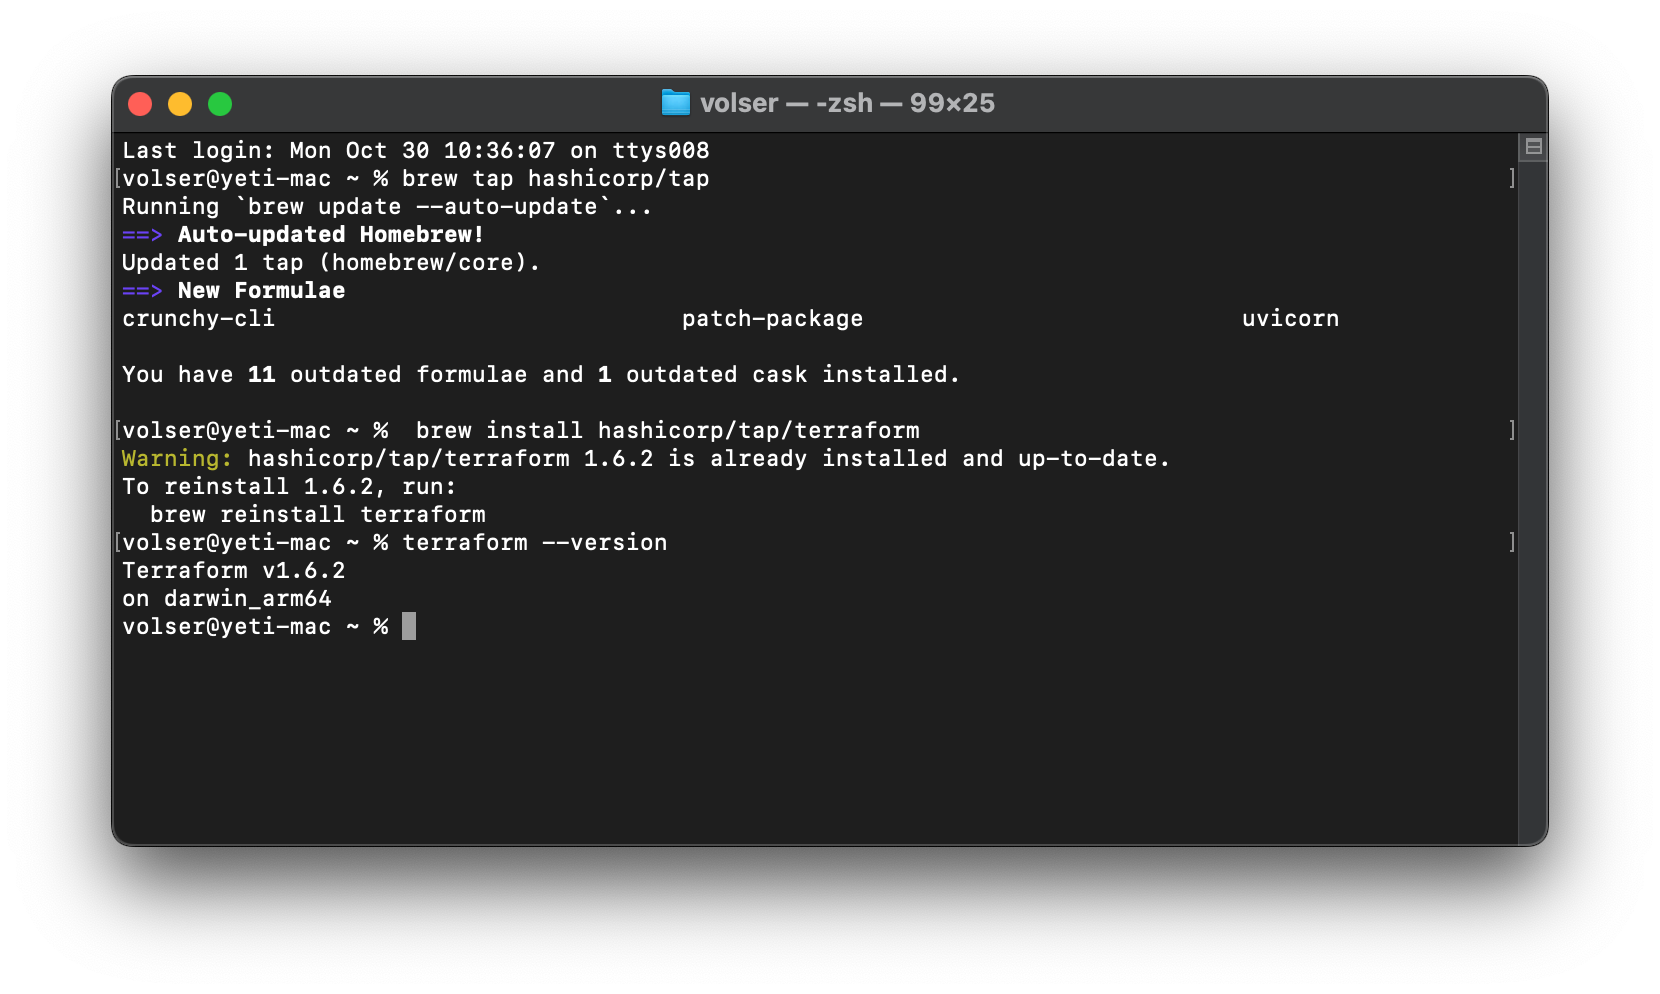 volser — -zsh — 99×25
Last login: Mon Oct 30 10:36:07 on ttys008
[volser@yeti-mac ~ % brew tap hashicorp/tap ]
Running `brew update --auto-update`...
==> Auto-updated Homebrew!
Updated 1 tap (homebrew/core).
==> New Formulae
crunchy-cli patch-package uvicorn
You have 11 outdated formulae and 1 outdated cask installed.
[volser@yeti-mac ~ %  brew install hashicorp/tap/terraform ]
Warning: hashicorp/tap/terraform 1.6.2 is already installed and up-to-date.
To reinstall 1.6.2, run:
  brew reinstall terraform
[volser@yeti-mac ~ % terraform --version ]
Terraform v1.6.2
on darwin_arm64
volser@yeti-mac ~ %